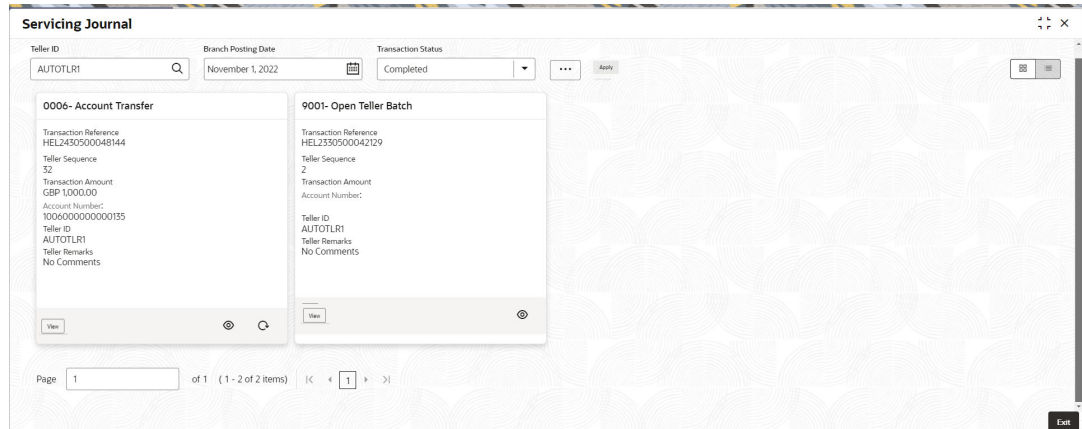 Servicing Journal
Teller ID
Branch Posting Date
Transaction Status
AUTOTLR1
November 1, 2022
Completed
...
Apply
0006- Account Transfer
Transaction Reference
HEL2430500048144
Teller Sequence
32
Transaction Amount
GBP 1,000.00
Account Number:
1006000000000135
Teller ID
AUTOTLR1
Teller Remarks
No Comments
View
9001- Open Teller Batch
Transaction Reference
HEL2330500042129
Teller Sequence
2
Transaction Amount
Account Number:
Teller ID
AUTOTLR1
Teller Remarks
No Comments
View
Page 1 of 1 ( 1 - 2 of 2 items) 1
Exit